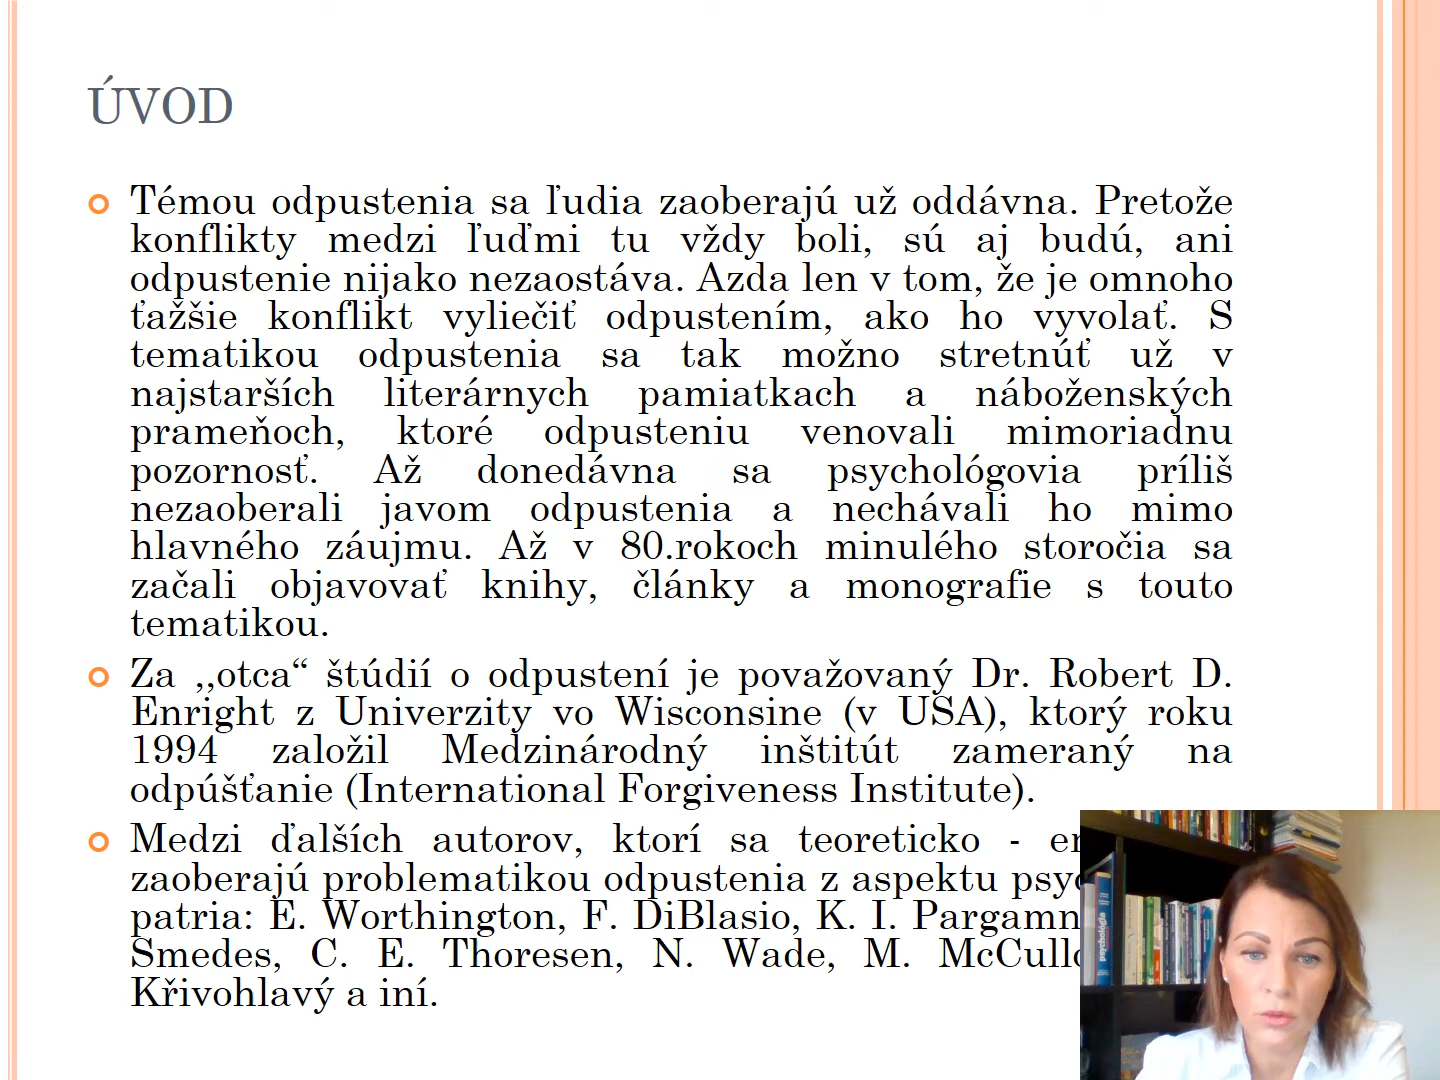 ÚVOD
Témou odpustenia sa ľudia zaoberajú už oddávna. Pretože
konflikty medzi ľuďmi tu vždy boli, sú aj budú, ani
odpustenie nijako nezaostáva. Azda len v tom, že je omnoho
ťažšie konflikt vyliečiť odpustením, ako ho vyvolať. S
tematikou odpustenia sa tak možno stretnúť už v
najstarších literárnych pamiatkach a náboženských
prameňoch, ktoré odpusteniu venovali mimoriadnu
pozornosť. Až donedávna sa psychológovia príliš
nezaoberali javom odpustenia a nechávali ho mimo
hlavného záujmu. Až v 80.rokoch minulého storočia sa
začali objavovať knihy, články a monografie s touto
tematikou.
Za ,,otca“ štúdií o odpustení je považovaný Dr. Robert D.
Enright z Univerzity vo Wisconsine (v USA), ktorý roku
1994 založil Medzinárodný inštitút zameraný na
odpúšťanie (International Forgiveness Institute).
Medzi ďalších autorov, ktorí sa teoreticko -
zaoberajú problematikou odpustenia z aspektu
patria: E. Worthington, F. DiBlasio, K. I. Pargamn
Smedes, C. E. Thoresen, N. Wade, M.
Křivohlavý a iní.
psychológia